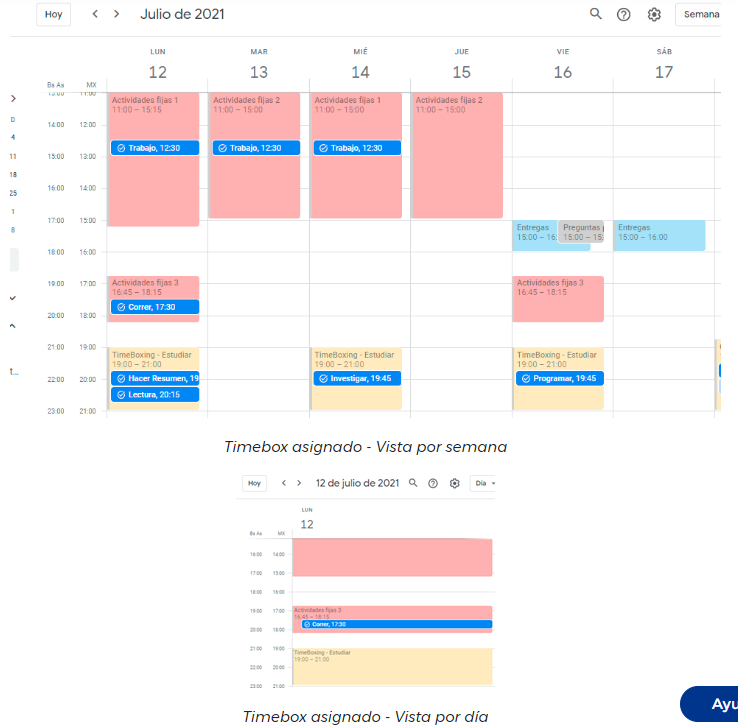 Hoy
Julio de 2021
Semana
LUN MAR MIÉ JUE VIE SÁB
12 13 14 15 16 17
Bs As MX
11:00
Actividades fijas 1 Actividades fijas 2 Actividades fijas 1 Actividades fijas 2
11:00 – 15:15 11:00 – 15:00 11:00 – 15:00 11:00 – 15:00
D
14:00 12:00
4
Trabajo, 12:30 Trabajo, 12:30 Trabajo, 12:30
11 15:00 13:00
18
16:00 14:00
25
1
17:00 15:00
Entregas Preguntas Entregas
8
15:00 – 16: 15:00 – 15: 15:00 – 16:00
18:00 16:00
19:00 17:00
Actividades fijas 3 Actividades fijas 3
16:45 – 18:15 16:45 – 18:15
Correr, 17:30
20:00 18:00
21:00 19:00
TimeBoxing - Estudiar TimeBoxing - Estudiar TimeBoxing - Estudiar
19:00 – 21:00 19:00 – 21:00 19:00 – 21:00
22:00 20:00
Hacer Resumen, 19 Investigar, 19:45 Programar, 19:45
Lectura, 20:15
23:00 21:00
Timebox asignado - Vista por semana
Hoy
12 de julio de 2021
Día
LUN
12
Bs As MX
16:00 14:00
17:00 15:00
18:00 16:00
19:00 17:00
Actividades fijas 3
16:45 – 18:15
Correr, 17:30
20:00 18:00
21:00 19:00
TimeBoxing - Estudiar
19:00 – 21:00
22:00 20:00
23:00 21:00
Timebox asignado - Vista por día
Ayu